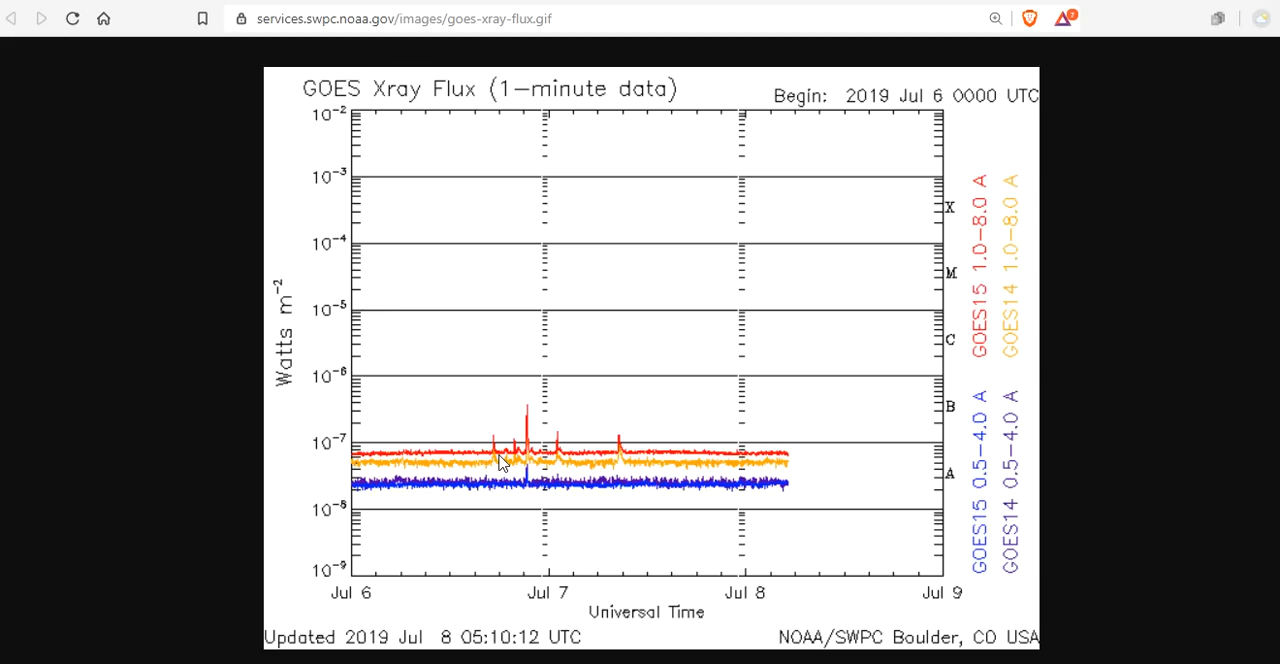 services.swpc.noaa.gov/images/goes-xray-flux.gif
7
GOES Xray Flux (1-minute data)
Begin: 2019 Jul 6 0000 UTC
10-2
10-3
10-4
10-5
10-6
10-7
10-8
10-9
Watts m-2
X
M
C
B
A
GOES15 1.0-8.0 A
GOES14 1.0-8.0 A
GOES15 0.5-4.0 A
GOES14 0.5-4.0 A
Jul 6 Jul 7 Jul 8 Jul 9
Universal Time
Updated 2019 Jul 8 05:10:12 UTC
NOAA/SWPC Boulder, CO USA